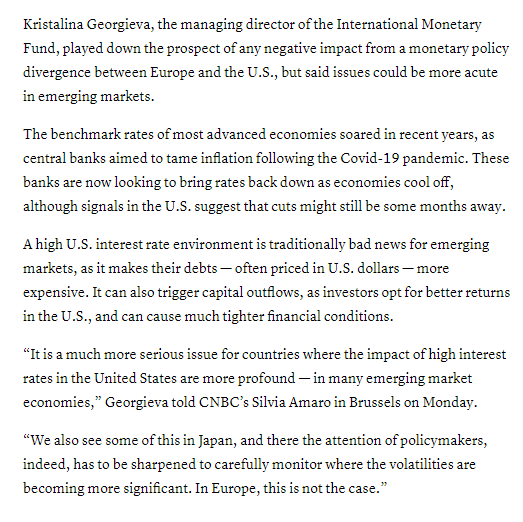 Kristalina Georgieva, the managing director of the International Monetary
Fund, played down the prospect of any negative impact from a monetary policy
divergence between Europe and the U.S., but said issues could be more acute
in emerging markets.
The benchmark rates of most advanced economies soared in recent years, as
central banks aimed to tame inflation following the Covid-19 pandemic. These
banks are now looking to bring rates back down as economies cool off,
although signals in the U.S. suggest that cuts might still be some months away.
A high U.S. interest rate environment is traditionally bad news for emerging
markets, as it makes their debts — often priced in U.S. dollars — more
expensive. It can also trigger capital outflows, as investors opt for better returns
in the U.S., and can cause much tighter financial conditions.
“It is a much more serious issue for countries where the impact of high interest
rates in the United States are more profound — in many emerging market
economies,” Georgieva told CNBC’s Silvia Amaro in Brussels on Monday.
“We also see some of this in Japan, and there the attention of policymakers,
indeed, has to be sharpened to carefully monitor where the volatilities are
becoming more significant. In Europe, this is not the case.”